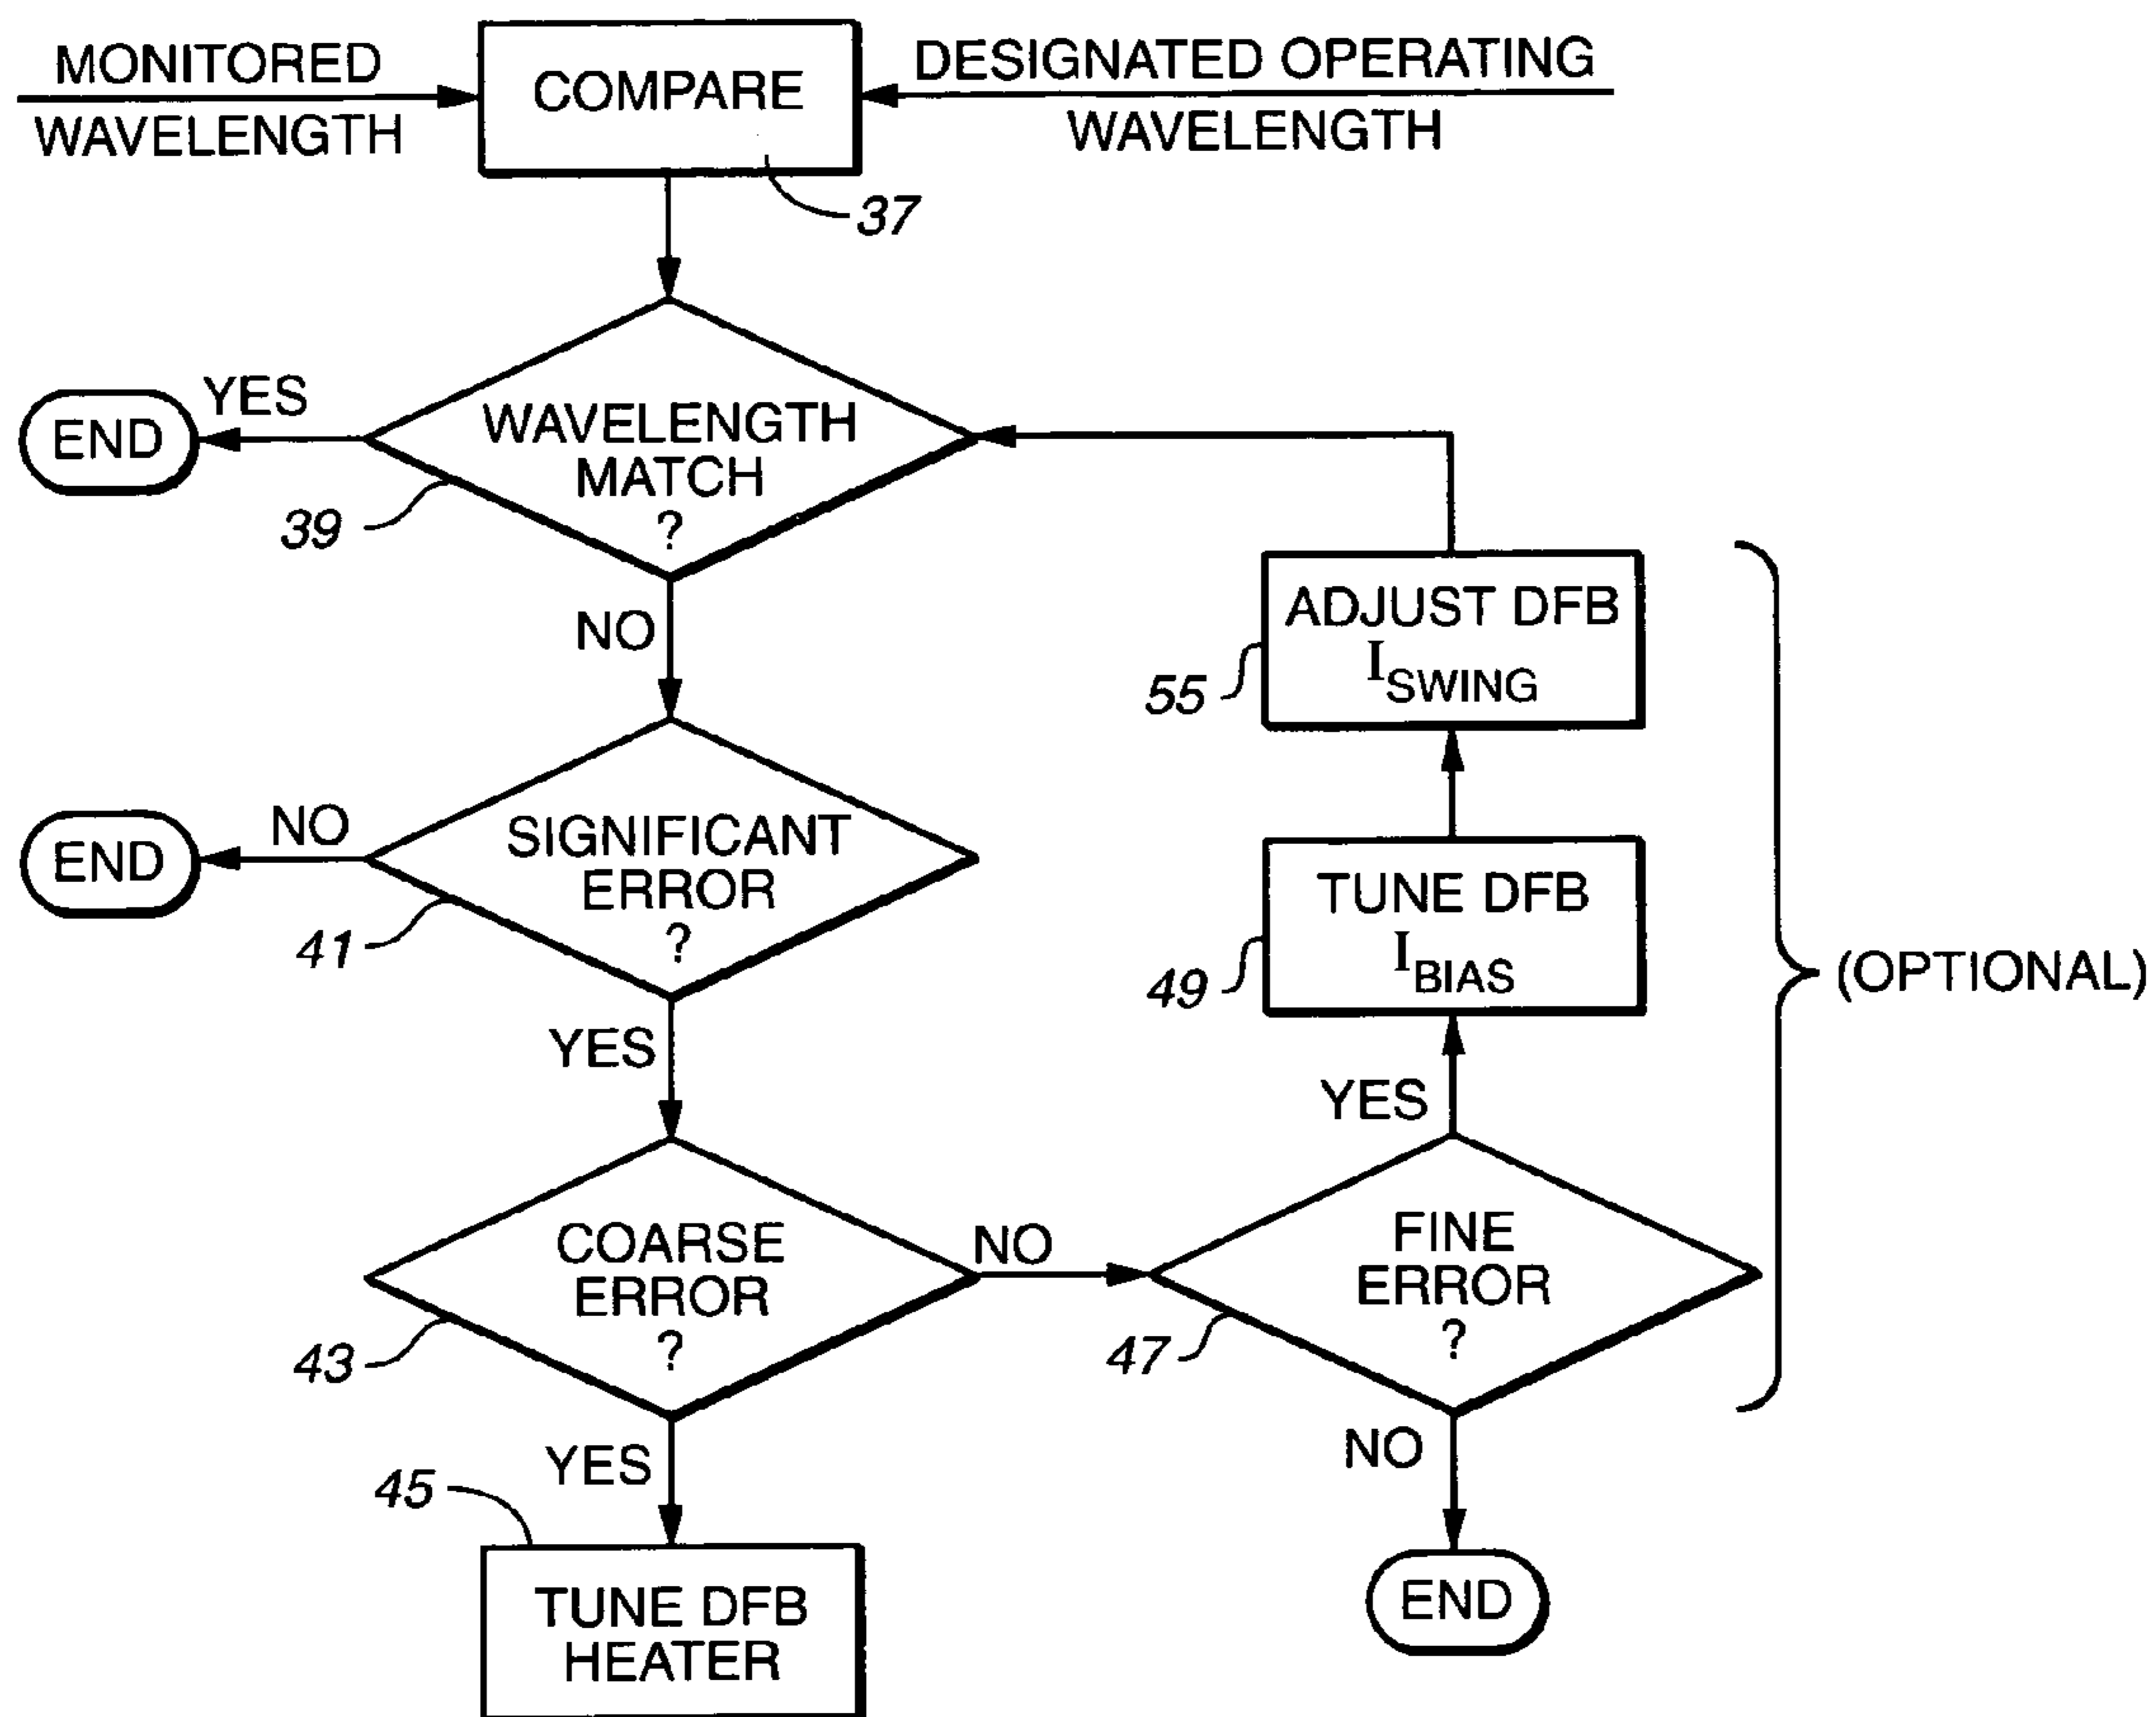 MONITORED
WAVELENGTH
COMPARE
DESIGNATED OPERATING
WAVELENGTH
37
YES
END
WAVELENGTH
MATCH
?
39
NO
ADJUST DFB
I SWING
55
NO
END
SIGNIFICANT
ERROR
?
41
TUNE DFB
I BIAS
49
(OPTIONAL)
YES
YES
COARSE
ERROR
?
43
NO
FINE
ERROR
?
47
YES
NO
45
TUNE DFB
HEATER
END